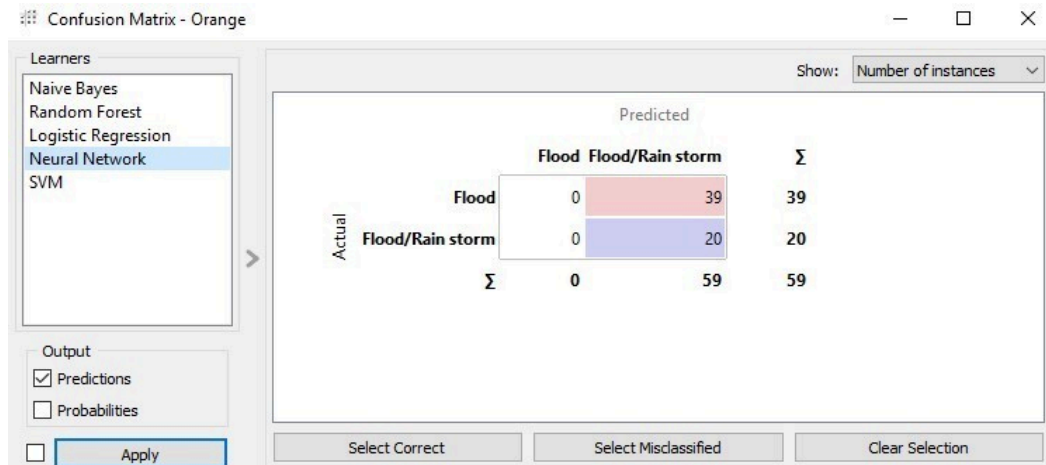 Confusion Matrix - Orange
Learners
Naive Bayes
Random Forest
Logistic Regression
Neural Network
SVM
Output
Predictions
Probabilities
Apply
Show: Number of instances
Predicted
Flood Flood/Rain storm Σ
Actual
Flood 0 39 39
Flood/Rain storm 0 20 20
Σ 0 59 59
Select Correct Select Misclassified Clear Selection